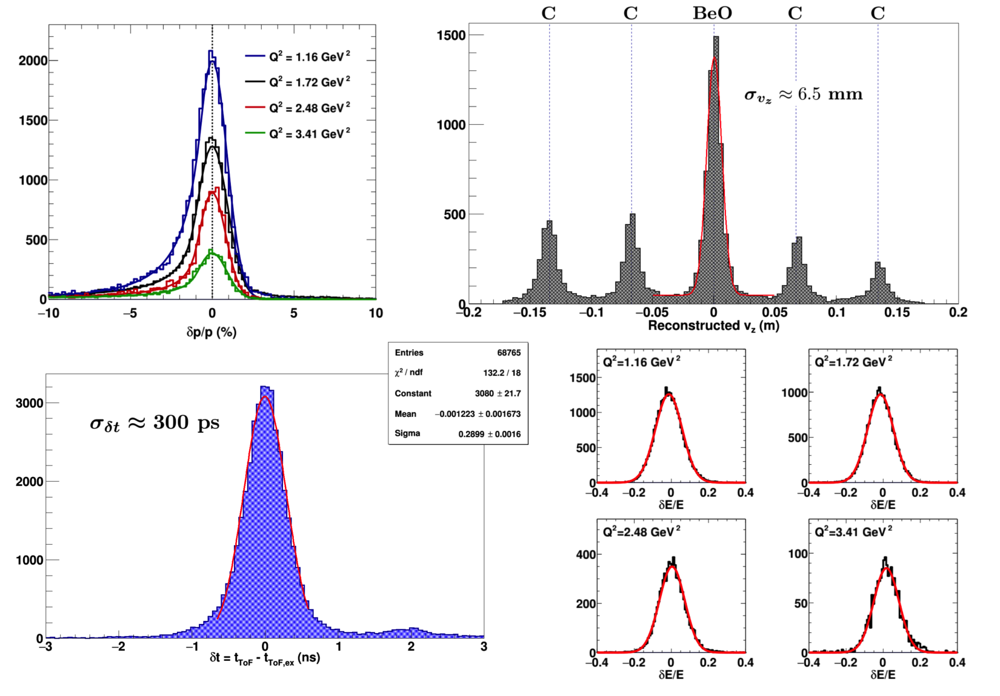 Q² = 1.16 GeV²
Q² = 1.72 GeV²
Q² = 2.48 GeV²
Q² = 3.41 GeV²
2000
1500
1000
500
0
−10 −5 0 5 10
δp/p (%)
C C BeO C C
σ_{v_z} ≈ 6.5 mm
1500
1000
500
0
−0.2 −0.15 −0.1 −0.05 0 0.05 0.1 0.15 0.2
Reconstructed v_z (m)
Entries 68765
χ² / ndf 132.2 / 18
Constant 3080 ± 21.7
Mean −0.001223 ± 0.001673
Sigma 0.2899 ± 0.0016
σ_{δt} ≈ 300 ps
3000
2000
1000
0
−3 −2 −1 0 1 2 3
δt = t_{ToF} - t_{ToF,ex} (ns)
Q²=1.16 GeV²
1500
1000
500
0
−0.4 −0.2 0 0.2 0.4
δE/E
Q²=1.72 GeV²
1000
500
0
−0.4 −0.2 0 0.2 0.4
δE/E
Q²=2.48 GeV²
400
200
0
−0.4 −0.2 0 0.2 0.4
δE/E
Q²=3.41 GeV²
100
50
0
−0.4 −0.2 0 0.2 0.4
δE/E